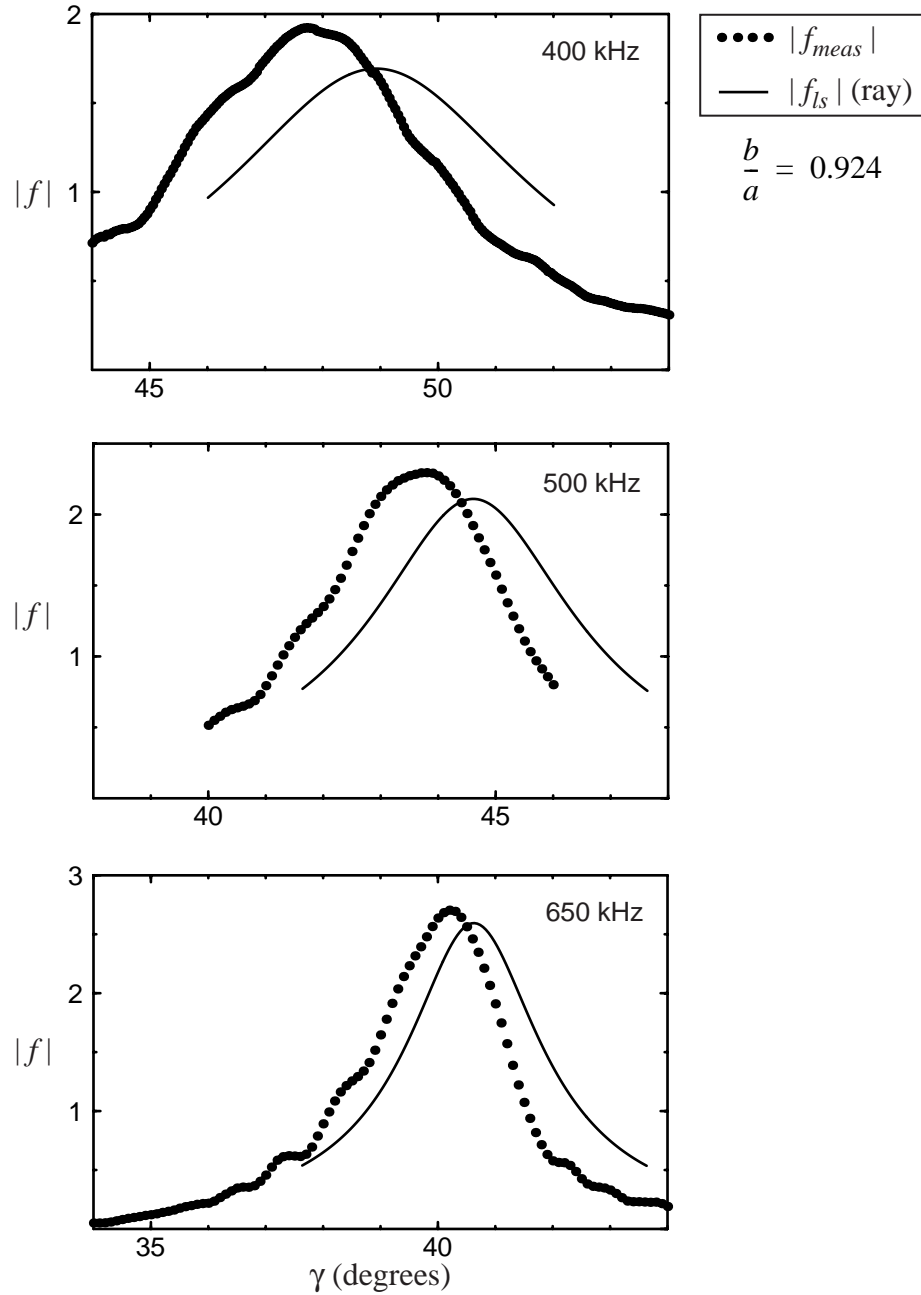 2
400 kHz
|f|
1
45
50
|f_meas|
|f_ls| (ray)
b/a = 0.924
500 kHz
2
|f|
1
40
45
3
650 kHz
2
|f|
1
35
40
γ (degrees)